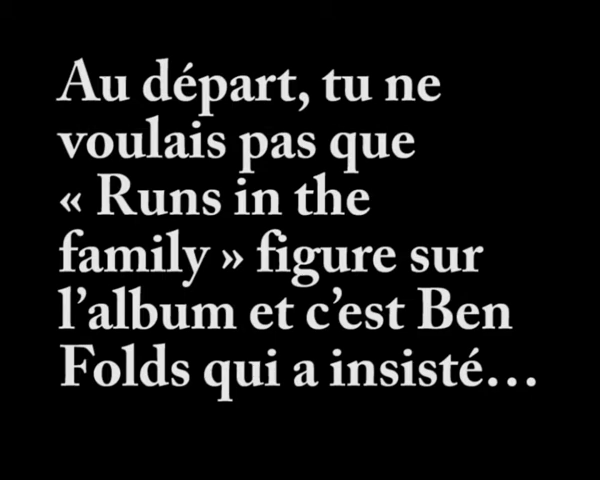 Au départ, tu ne
voulais pas que
« Runs in the
family » figure sur
l’album et c’est Ben
Folds qui a insisté…